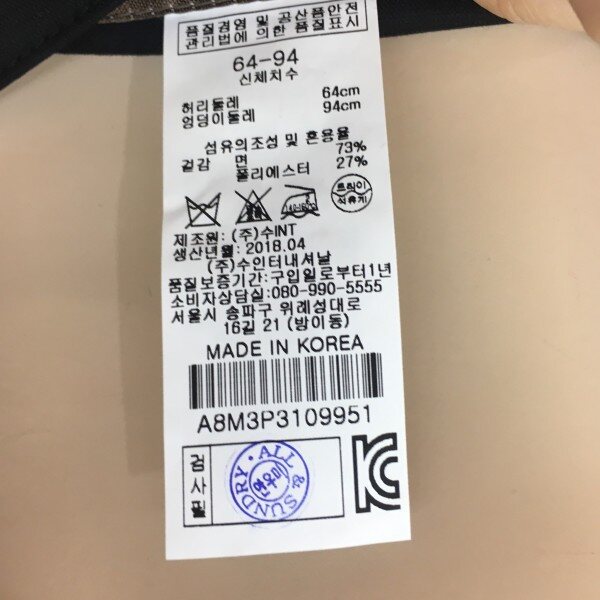 품질경영 및 공산품안전
관리법에 의한 품질표시
64-94
신체치수
허리둘레 64cm
엉덩이둘레 94cm
섬유의조성 및 혼용율
겉감 면 73%
폴리에스터 27%
드라이
석유계
제조원: (주)수INT
생산년월: 2018.04
(주)수인터내셔날
품질보증기간: 구입일로부터1년
소비자상담실: 080-990-5555
서울시 송파구 위례성대로
16길 21 (방이동)
MADE IN KOREA
A8M3P3109951
검사필
ALL SUNDRY